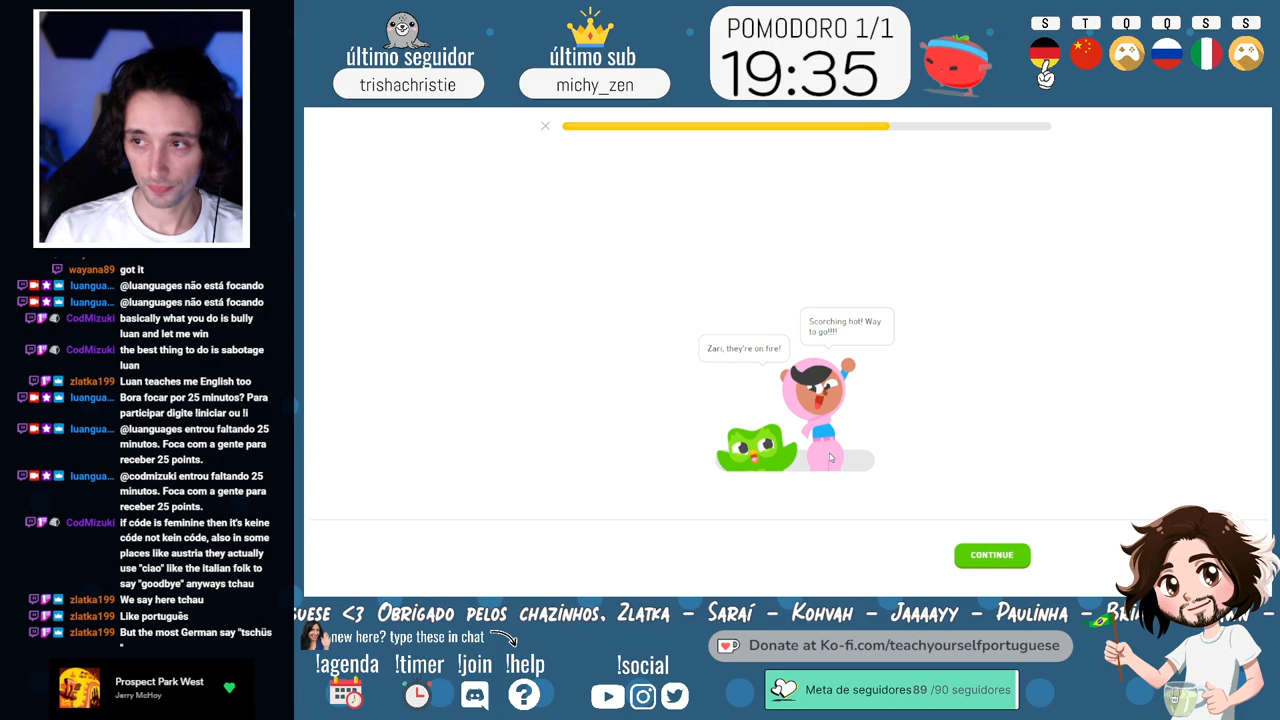 último seguidor
trishachristie
último sub
michy_zen
POMODORO 1/1
19:35
S T Q Q S S
Zari, they're on fire!
Scorching hot! Way
to go!!!!
CONTINUE
wayana89 got it
luangua... @luanguages não está focando
luangua... @luanguages não está focando
CodMizuki basically what you do is bully
luan and let me win
CodMizuki the best thing to do is sabotage
luan
zlatka199 Luan teaches me English too
luangua... Bora focar por 25 minutos? Para
participar digite !iniciar ou !i
luangua... @luanguages entrou faltando 25
minutos. Foca com a gente para
receber 25 points.
luangua... @codmizuki entrou faltando 25
minutos. Foca com a gente para
receber 25 points.
CodMizuki if códe is feminine then it's keine
códe not kein códe, also in some
places like austria they actually
use "ciao" like the italian folk to
say "goodbye" anyways tchau
zlatka199 We say here tchau
zlatka199 Like português
zlatka199 But the most German say "tschüs
"
Prospect Park West
Jerry McHoy
guese <3 Obrigado pelos chazinhos, Zlatka – Saraí – Kohvah – Jaaaayy – Paulinha –
new here? type these in chat
!agenda !timer !join !help
!social
Donate at Ko-fi.com/teachyourselfportuguese
Meta de seguidores 89 /90 seguidores